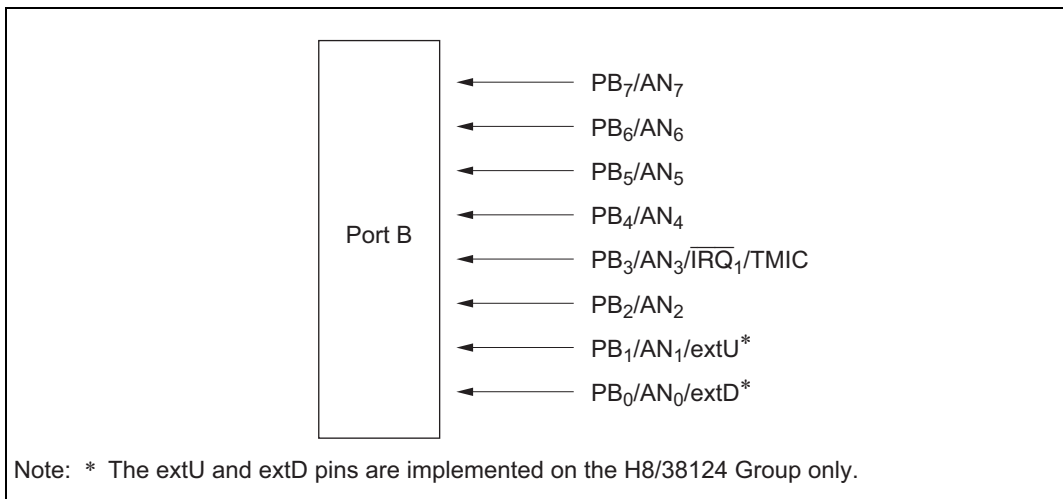 PB₇/AN₇
PB₆/AN₆
PB₅/AN₅
PB₄/AN₄
Port B
PB₃/AN₃/I̅R̅Q̅₁/TMIC
PB₂/AN₂
PB₁/AN₁/extU*
PB₀/AN₀/extD*
Note: * The extU and extD pins are implemented on the H8/38124 Group only.